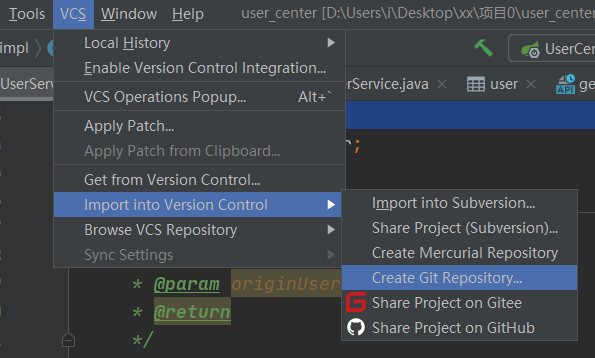 Tools VCS Window Help user_center [D:\Users\i\Desktop\xx\项目0\user_cente
impl UserCen
UserServ rService.java user ge
Local History
Enable Version Control Integration...
VCS Operations Popup... Alt+`
Apply Patch...
Apply Patch from Clipboard...
Get from Version Control...
Import into Version Control
Browse VCS Repository
Sync Settings
Import into Subversion...
Share Project (Subversion)...
Create Mercurial Repository
Create Git Repository...
Share Project on Gitee
Share Project on GitHub
* @param originUser
* @return
*/